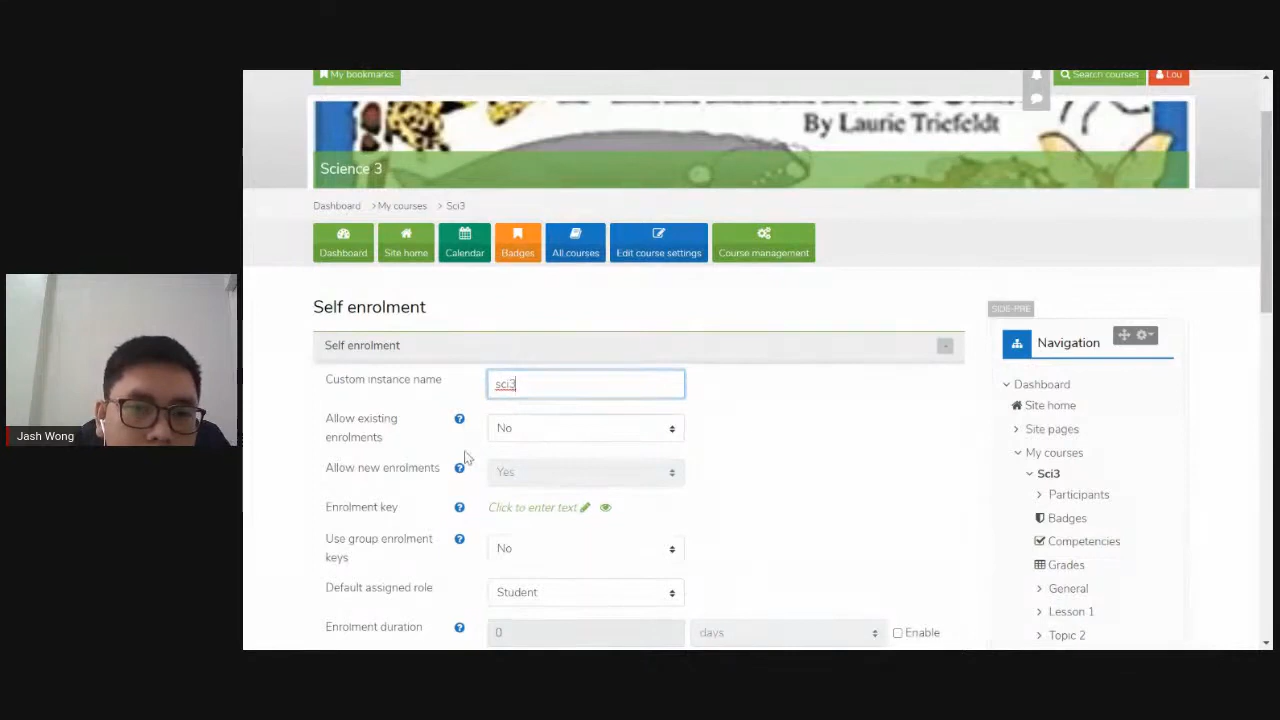 My bookmarks
Search courses
Lou
By Laurie Triefeldt
Science 3
Dashboard
My courses
Sci3
Dashboard
Site home
Calendar
Badges
All courses
Edit course settings
Course management
Self enrolment
SIDE-PRE
Self enrolment
-
Navigation
Custom instance name
sci3
Dashboard
Allow existing
enrolments
No
Site home
Site pages
Jash Wong
My courses
Allow new enrolments
Yes
Sci3
Participants
Enrolment key
Click to enter text
Badges
Use group enrolment
keys
No
Competencies
Grades
Default assigned role
Student
General
Lesson 1
Enrolment duration
0
days
Enable
Topic 2